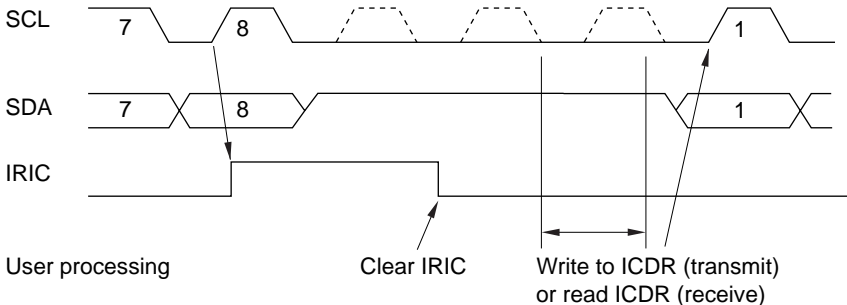 SCL 7 8 1
SDA 7 8 1
IRIC
User processing Clear IRIC Write to ICDR (transmit)
or read ICDR (receive)